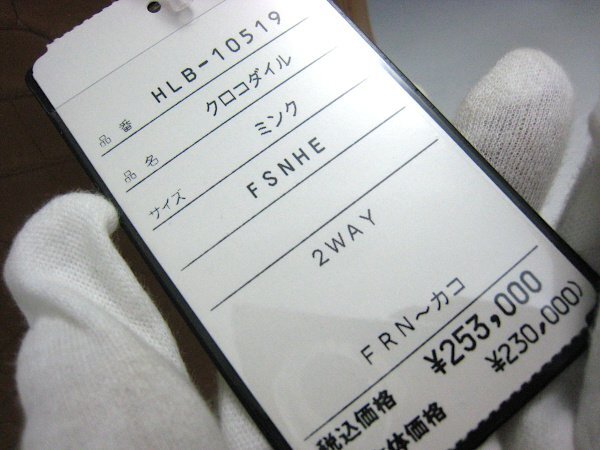 品番 HLB-10519
品名 クロコダイル
サイズ ミンク
FSNHE
2WAY
FRN～カコ
税込価格 ¥253,000
体価格 ¥230,000)